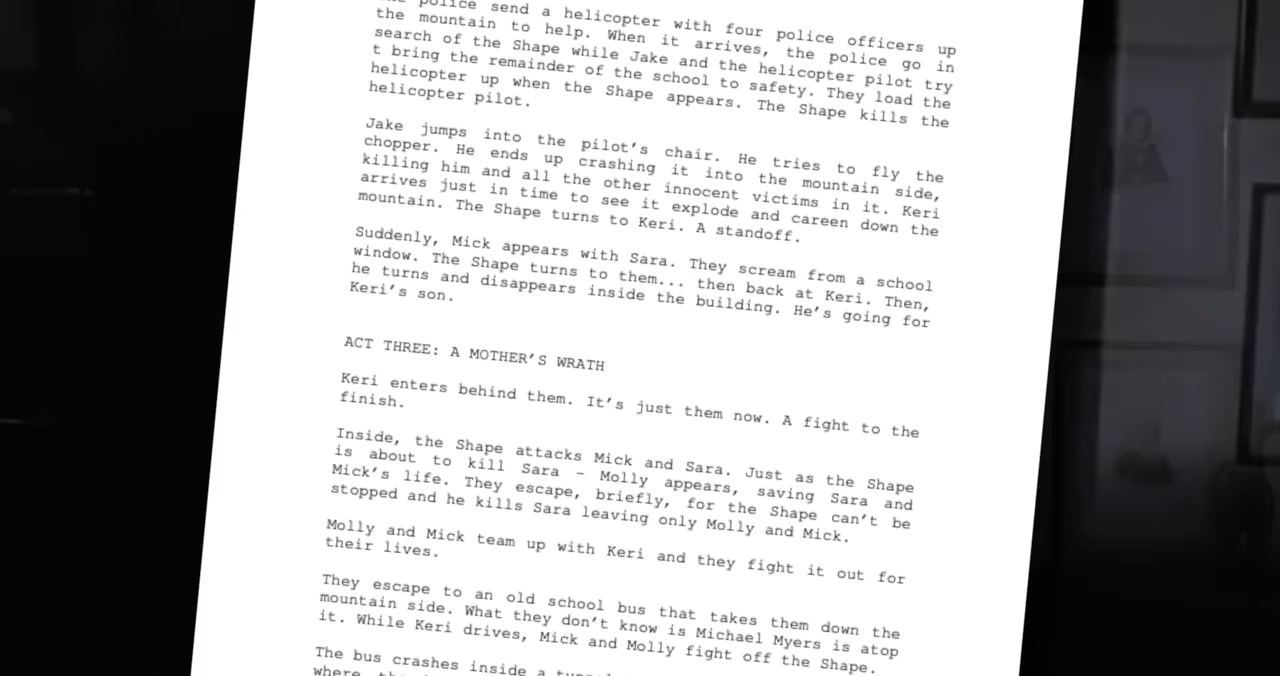 police send a helicopter with four police officers up
the mountain to help. When it arrives, the police go in
search of the Shape while Jake and the helicopter pilot try
t bring the remainder of the school to safety. They load the
helicopter up when the Shape appears. The Shape kills the
helicopter pilot.
Jake jumps into the pilot's chair. He tries to fly the
chopper. He ends up crashing it into the mountain side,
killing him and all the other innocent victims in it. Keri
arrives just in time to see it explode and careen down the
mountain. The Shape turns to Keri. A standoff.
Suddenly, Mick appears with Sara. They scream from a school
window. The Shape turns to them... then back at Keri. Then,
he turns and disappears inside the building. He's going for
Keri's son.
ACT THREE: A MOTHER'S WRATH
Keri enters behind them. It's just them now. A fight to the
finish.
Inside, the Shape attacks Mick and Sara. Just as the Shape
is about to kill Sara – Molly appears, saving Sara and
Mick's life. They escape, briefly, for the Shape can't be
stopped and he kills Sara leaving only Molly and Mick.
Molly and Mick team up with Keri and they fight it out for
their lives.
They escape to an old school bus that takes them down the
mountain side. What they don't know is Michael Myers is atop
it. While Keri drives, Mick and Molly fight off the Shape.
The bus crashes inside a
where